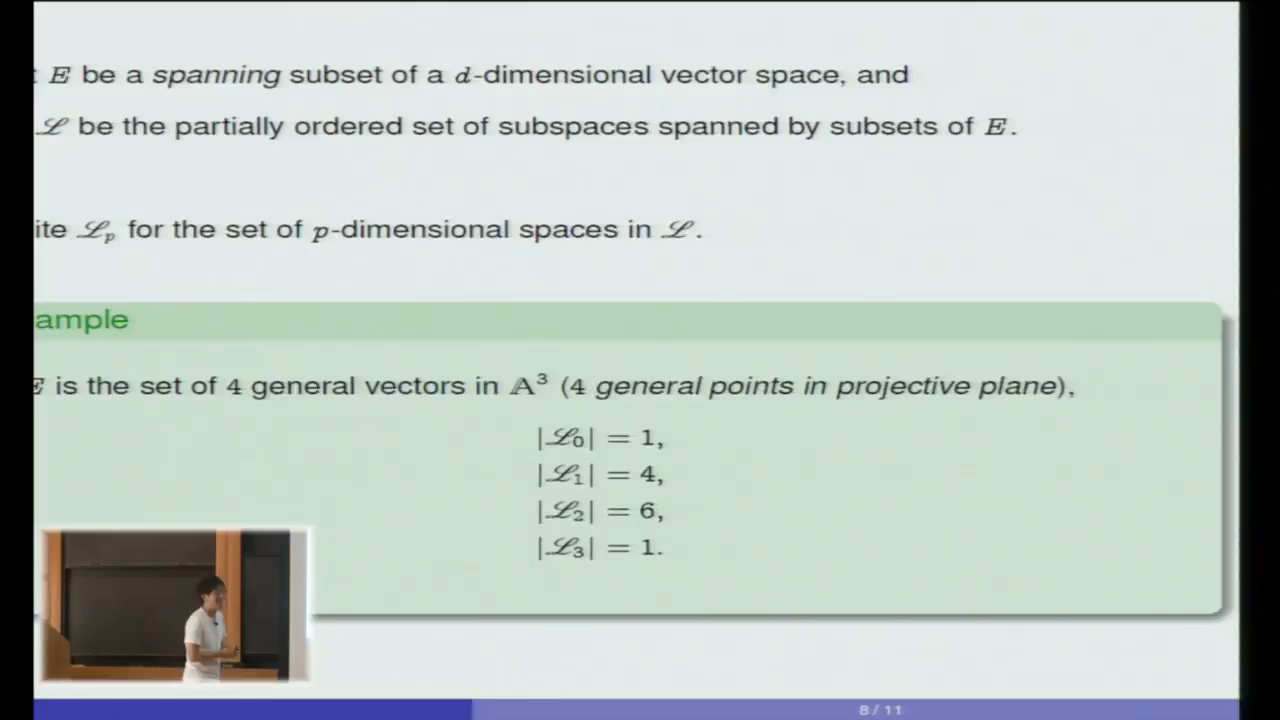 E be a spanning subset of a d-dimensional vector space, and
ℒ be the partially ordered set of subspaces spanned by subsets of E.
ite ℒₚ for the set of p-dimensional spaces in ℒ.
ample
E is the set of 4 general vectors in 𝔸³ (4 general points in projective plane),
|ℒ₀| = 1,
|ℒ₁| = 4,
|ℒ₂| = 6,
|ℒ₃| = 1.
8 / 11